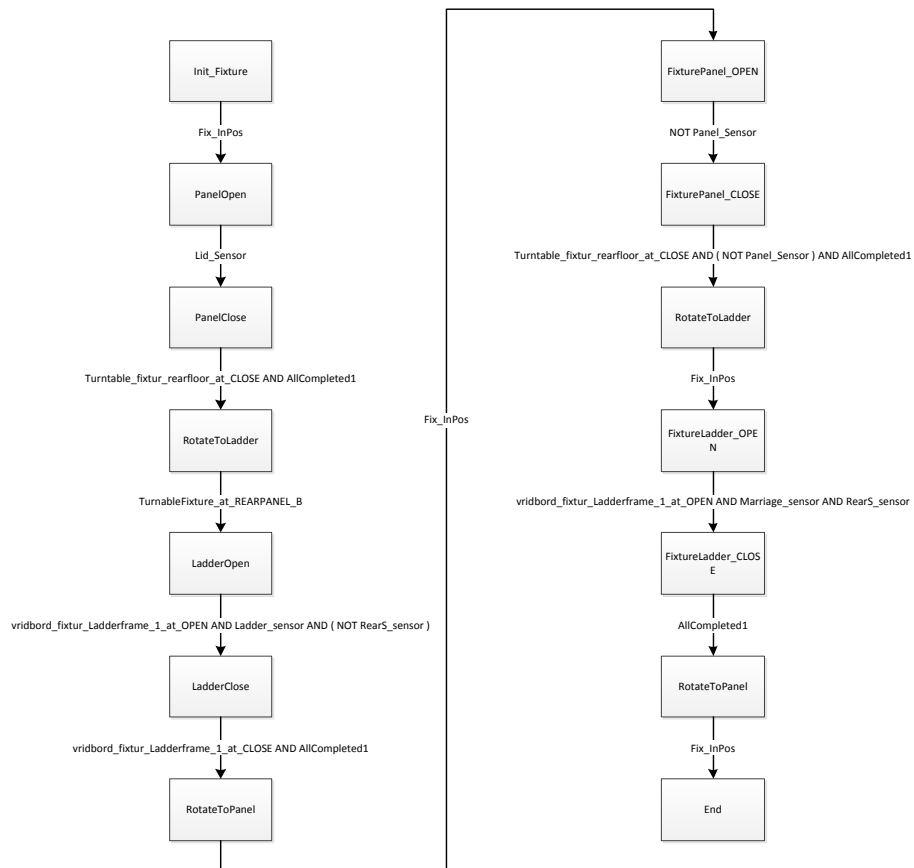 Init_Fixture
Fix_InPos
PanelOpen
Lid_Sensor
PanelClose
Turntable_fixtur_rearfloor_at_CLOSE AND AllCompleted1
RotateToLadder
TurnableFixture_at_REARPANEL_B
LadderOpen
vridbord_fixtur_Ladderframe_1_at_OPEN AND Ladder_sensor AND ( NOT RearS_sensor )
LadderClose
vridbord_fixtur_Ladderframe_1_at_CLOSE AND AllCompleted1
RotateToPanel
Fix_InPos
FixturePanel_OPEN
NOT Panel_Sensor
FixturePanel_CLOSE
Turntable_fixtur_rearfloor_at_CLOSE AND ( NOT Panel_Sensor ) AND AllCompleted1
RotateToLadder
Fix_InPos
FixtureLadder_OPE
N
vridbord_fixtur_Ladderframe_1_at_OPEN AND Marriage_sensor AND RearS_sensor
FixtureLadder_CLOS
E
AllCompleted1
RotateToPanel
Fix_InPos
End